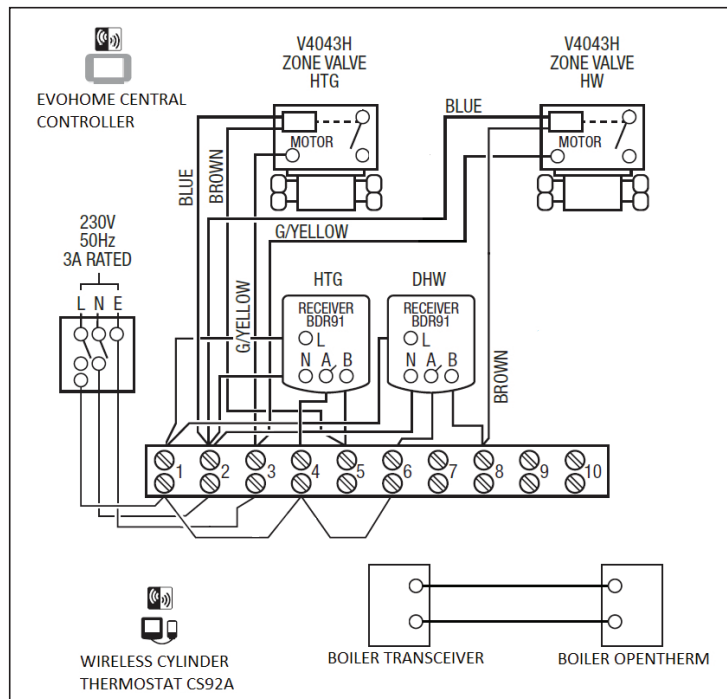 V4043H
ZONE VALVE
HTG
V4043H
ZONE VALVE
HW
EVOHOME CENTRAL
CONTROLLER
MOTOR
BLUE
MOTOR
BLUE
BROWN
G/YELLOW
G/YELLOW
BROWN
230V
50Hz
3A RATED
L N E
HTG
DHW
RECEIVER
BDR91
L
N A B
RECEIVER
BDR91
L
N A B
1 2 3 4 5 6 7 8 9 10
WIRELESS CYLINDER
THERMOSTAT CS92A
BOILER TRANSCEIVER
BOILER OPENTHERM